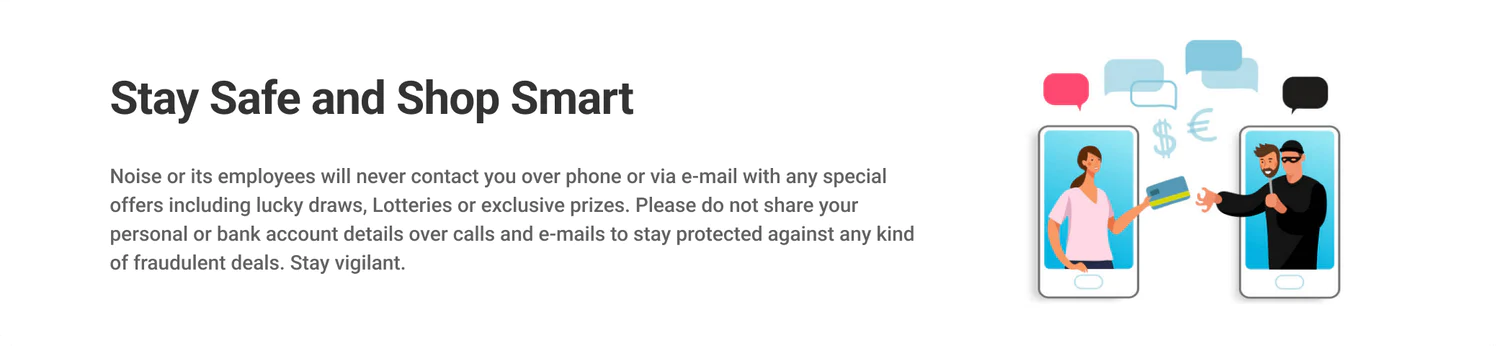 Stay Safe and Shop Smart
Noise or its employees will never contact you over phone or via e-mail with any special
offers including lucky draws, Lotteries or exclusive prizes. Please do not share your
personal or bank account details over calls and e-mails to stay protected against any kind
of fraudulent deals. Stay vigilant.
$ €